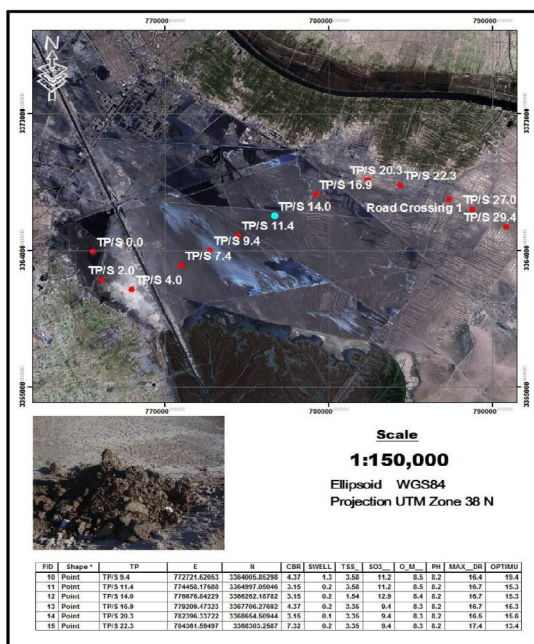 770000 780000 790000
N
3373000 3373000
TP/S 20.3
TP/S 22.3
TP/S 16.9
TP/S 27.0
TP/S 14.0
Road Crossing 1
TP/S 29.4
TP/S 11.4
TP/S 0.0
TP/S 9.4
3364000 3364000
TP/S 7.4
TP/S 2.0
TP/S 4.0
3355000 3355000
770000 780000 790000
Scale
1:150,000
Ellipsoid WGS84
Projection UTM Zone 38 N
FID Shape * TP E N CBR SWELL TSS_ SO3__ O_M__ PH MAX__DR OPTIMU
10 Point TP/S 9.4 772721.62053 3364005.85298 4.37 1.3 3.58 11.2 8.5 8.2 16.4 19.4
11 Point TP/S 11.4 774458.17688 3364997.05046 3.15 0.2 3.58 11.2 8.5 8.2 16.7 15.3
12 Point TP/S 14.0 776676.84229 3366262.18782 3.15 0.2 1.54 12.9 8.4 8.2 16.7 15.3
13 Point TP/S 16.9 779209.47323 3367706.27692 4.37 0.2 3.35 9.4 8.3 8.2 16.7 15.3
14 Point TP/S 20.3 782396.33722 3368654.50944 3.15 0.1 3.35 9.4 8.3 8.2 16.5 15.6
15 Point TP/S 22.3 784361.59497 3368303.2587 7.32 0.2 3.35 9.4 8.3 8.2 17.4 13.4